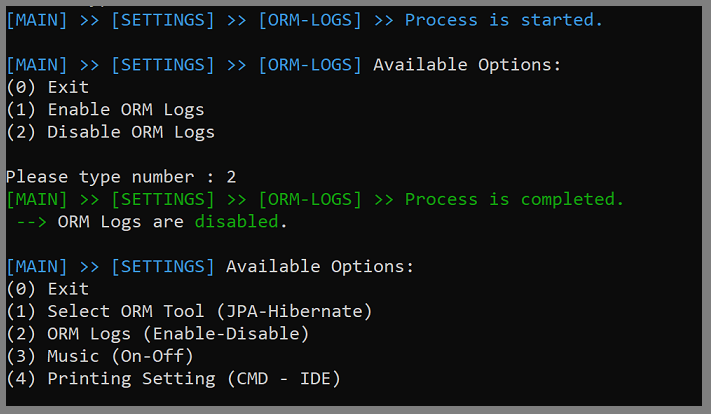 [MAIN] >> [SETTINGS] >> [ORM-LOGS] >> Process is started.
[MAIN] >> [SETTINGS] >> [ORM-LOGS] Available Options:
(0) Exit
(1) Enable ORM Logs
(2) Disable ORM Logs
Please type number : 2
[MAIN] >> [SETTINGS] >> [ORM-LOGS] >> Process is completed.
--> ORM Logs are disabled.
[MAIN] >> [SETTINGS] Available Options:
(0) Exit
(1) Select ORM Tool (JPA-Hibernate)
(2) ORM Logs (Enable-Disable)
(3) Music (On-Off)
(4) Printing Setting (CMD - IDE)